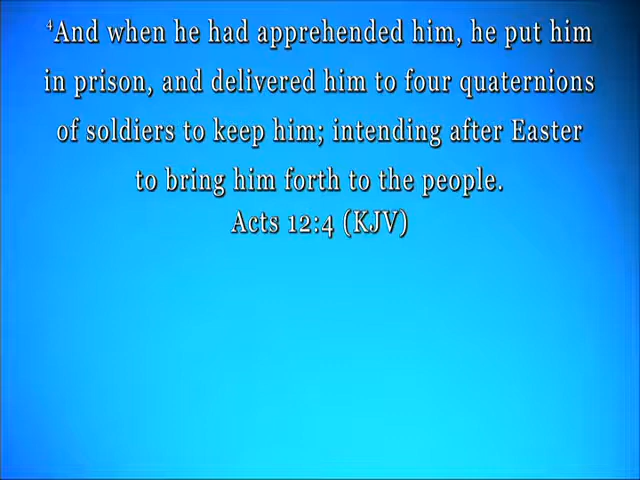 ⁴And when he had apprehended him, he put him
in prison, and delivered him to four quaternions
of soldiers to keep him; intending after Easter
to bring him forth to the people.
Acts 12:4 (KJV)